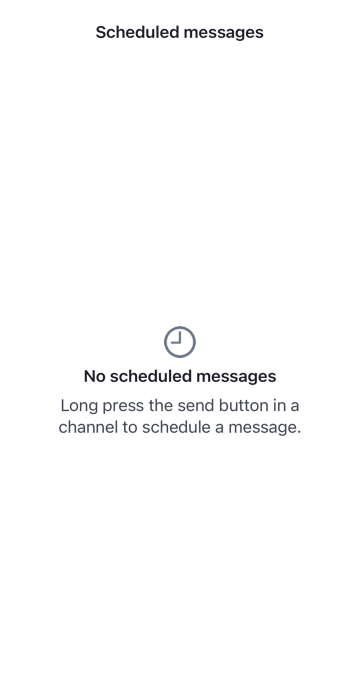 Scheduled messages
No scheduled messages
Long press the send button in a
channel to schedule a message.